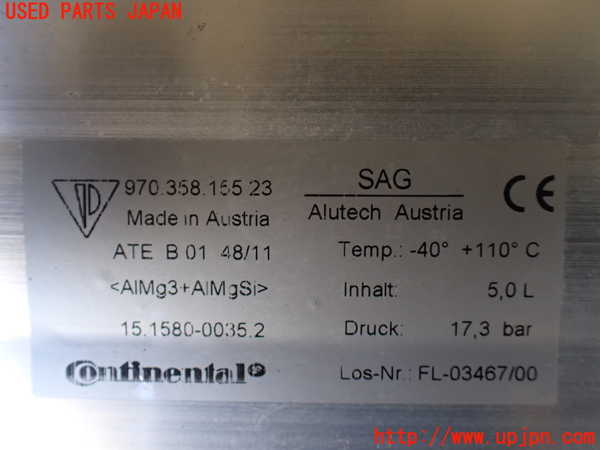 USED PARTS JAPAN
970.358.155.23
Made in Austria
ATE B 01 48/11
<AlMg3+AlMgSi>
15.1580-0035.2
Continental
SAG
Alutech Austria
CE
Temp.: -40° +110° C
Inhalt: 5,0 L
Druck: 17,3 bar
Los-Nr.: FL-03467/00
http://www.upjpn.com/